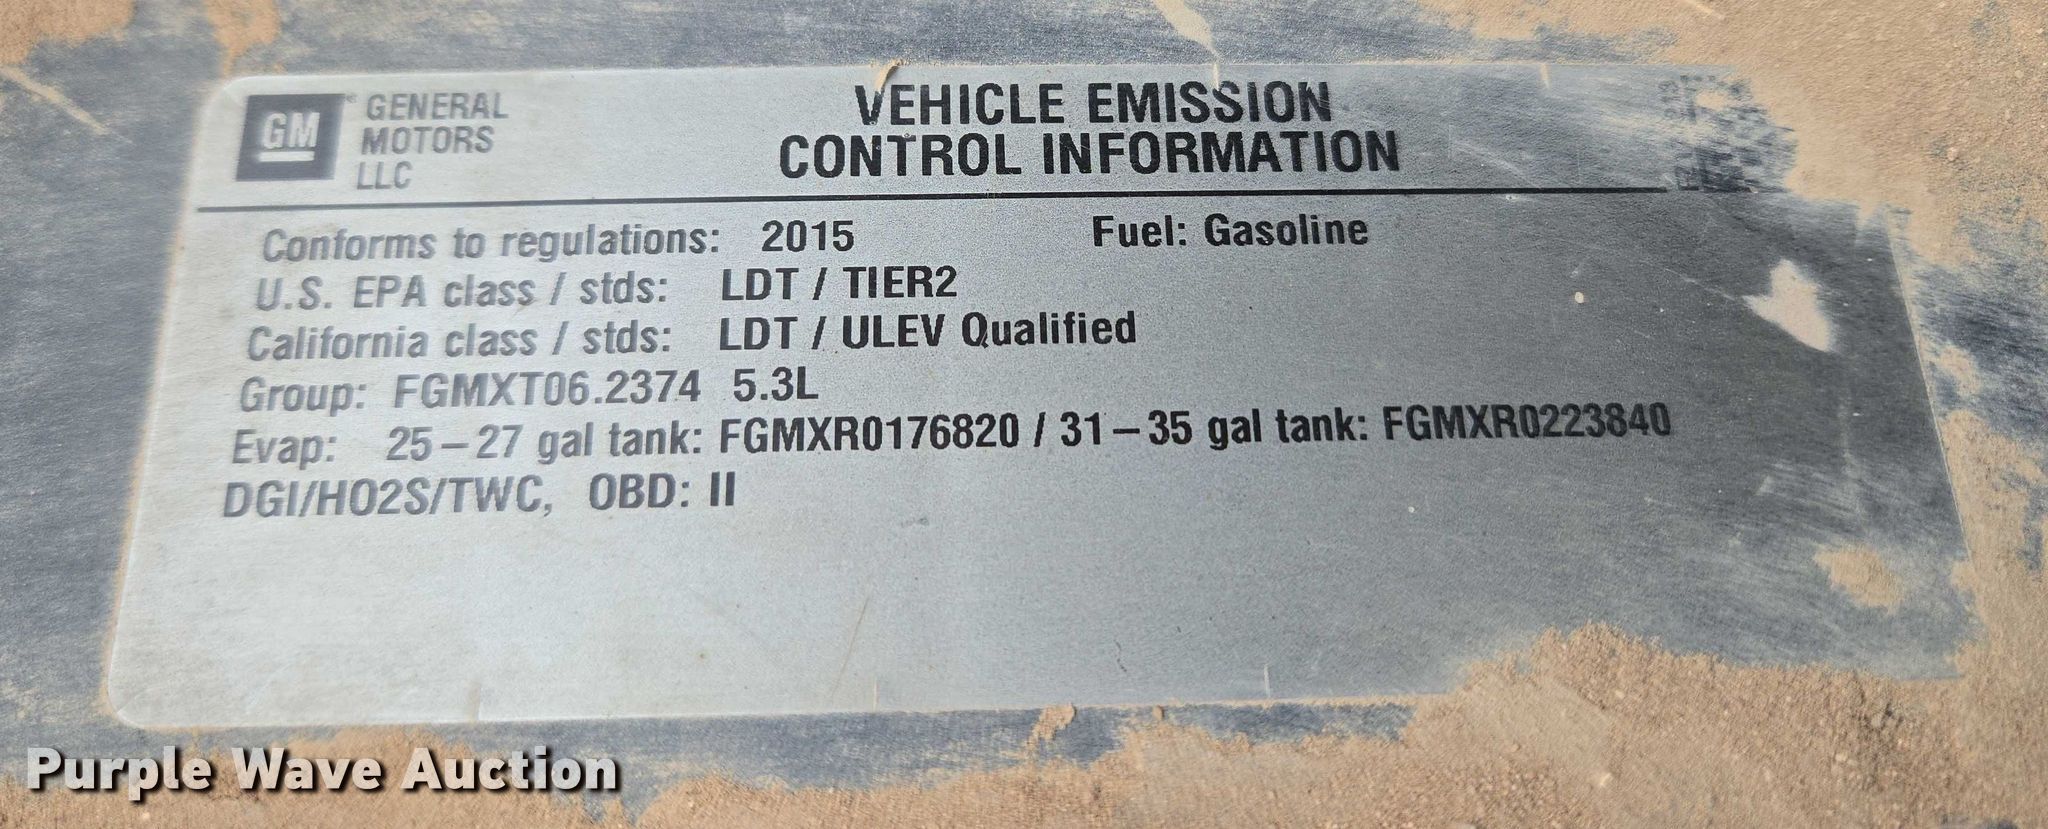 GM
GENERAL
MOTORS
LLC
VEHICLE EMISSION
CONTROL INFORMATION
Conforms to regulations: 2015 Fuel: Gasoline
U.S. EPA class / stds: LDT / TIER2
California class / stds: LDT / ULEV Qualified
Group: FGMXT06.2374 5.3L
Evap: 25–27 gal tank: FGMXR0176820 / 31–35 gal tank: FGMXR0223840
DGI/HO2S/TWC, OBD: II
Purple Wave Auction